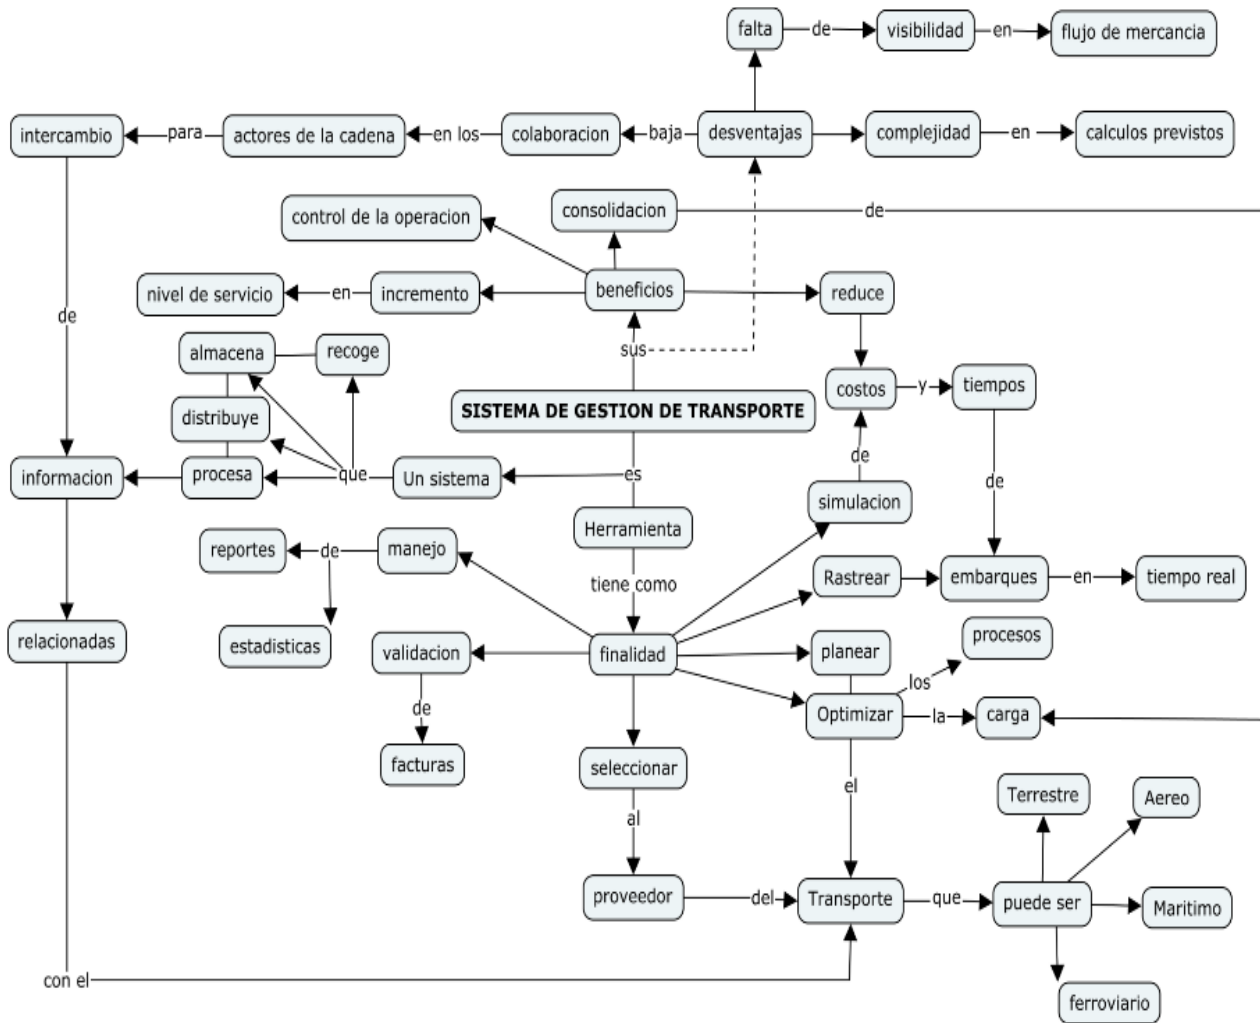 falta
de
visibilidad
en
flujo de mercancia
intercambio
para
actores de la cadena
en los
colaboracion
baja
desventajas
complejidad
en
calculos previstos
control de la operacion
consolidacion
de
nivel de servicio
en
incremento
beneficios
reduce
de
almacena
recoge
sus
costos
y
tiempos
distribuye
SISTEMA DE GESTION DE TRANSPORTE
informacion
procesa
que
Un sistema
es
de
de
simulacion
Herramienta
reportes
de
manejo
tiene como
Rastrear
embarques
en
tiempo real
relacionadas
estadisticas
validacion
finalidad
planear
procesos
los
de
Optimizar
la
carga
facturas
seleccionar
el
Terrestre
Aereo
al
proveedor
del
Transporte
que
puede ser
Maritimo
con el
ferroviario